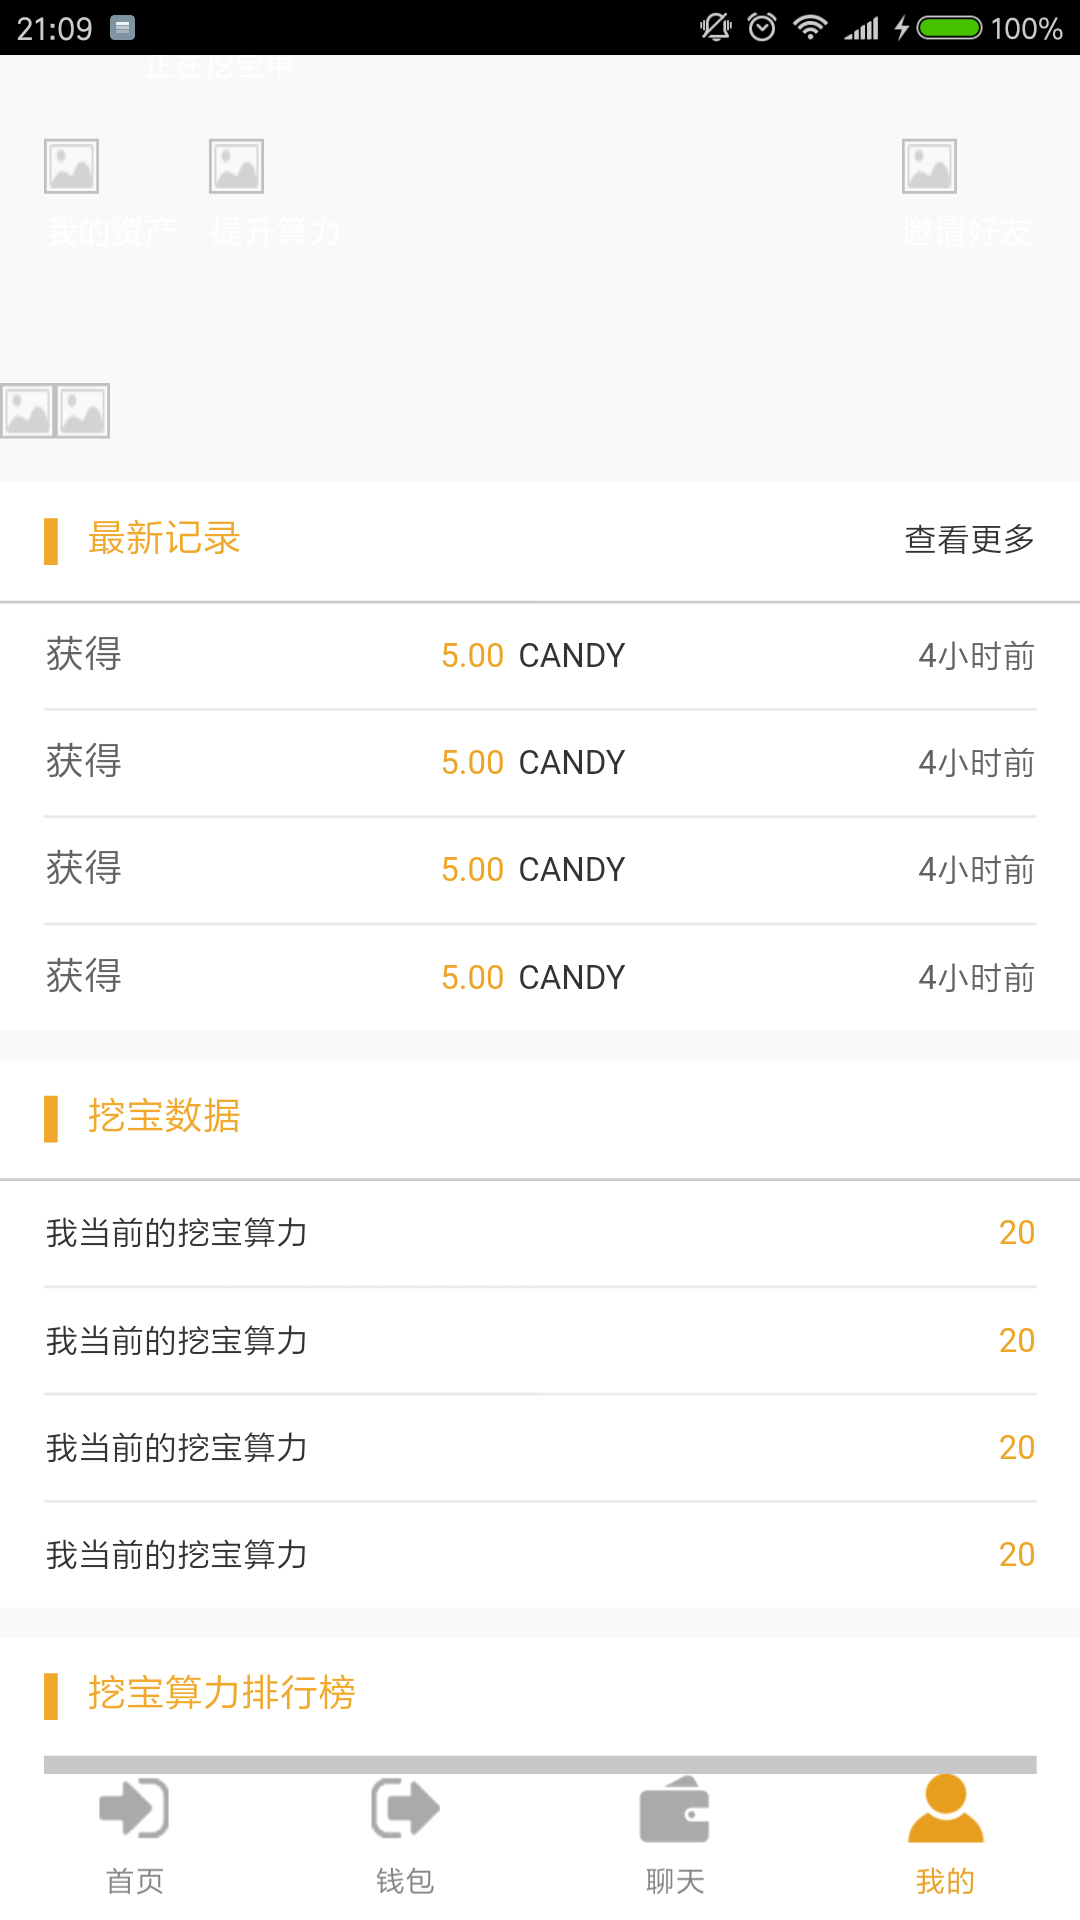 21:09 100%
正在挖宝中...
我的资产 提升算力 邀请好友
最新记录 查看更多
获得 5.00 CANDY 4小时前
获得 5.00 CANDY 4小时前
获得 5.00 CANDY 4小时前
获得 5.00 CANDY 4小时前
挖宝数据
我当前的挖宝算力 20
我当前的挖宝算力 20
我当前的挖宝算力 20
我当前的挖宝算力 20
挖宝算力排行榜
首页 钱包 聊天 我的